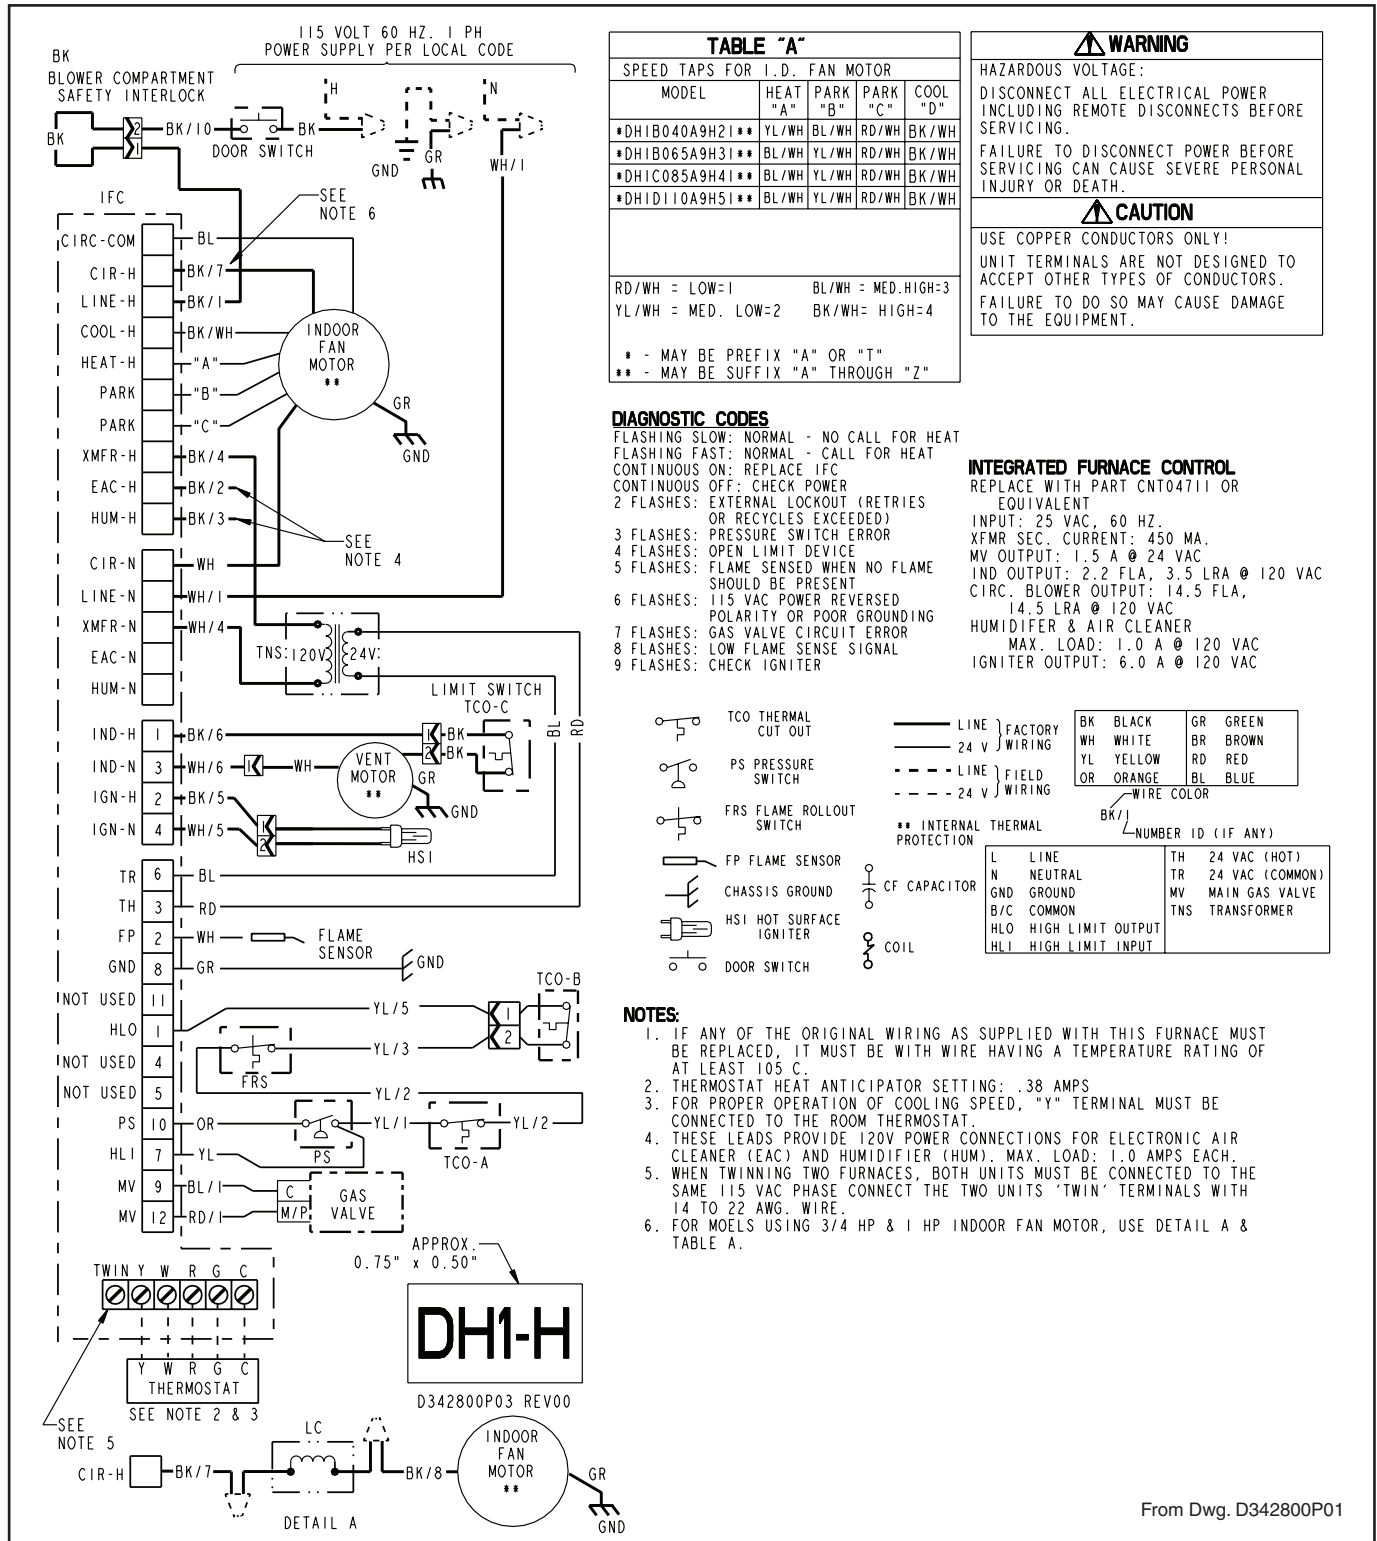 115 VOLT 60 HZ. 1 PH
POWER SUPPLY PER LOCAL CODE
BK
BLOWER COMPARTMENT
SAFETY INTERLOCK
H
N
BK
2
1
BK/10
DOOR SWITCH
BK
GND
GR
WH/1
SEE
NOTE 6
IFC
CIRC-COM
BL
CIR-H
BK/7
LINE-H
BK/1
COOL-H
BK/WH
HEAT-H
"A"
PARK
"B"
PARK
"C"
INDOOR
FAN
MOTOR
**
GR
GND
XMFR-H
BK/4
EAC-H
BK/2
HUM-H
BK/3
SEE
NOTE 4
CIR-N
WH
LINE-N
WH/1
XMFR-N
WH/4
EAC-N
HUM-N
TNS
120V
24V
BL
RD
LIMIT SWITCH
TCO-C
IND-H 1 BK/6
1 BK
2 BK
IND-N 3 WH/6
1
WH
VENT
MOTOR
**
GR
GND
IGN-H 2 BK/5
IGN-N 4 WH/5
1
2
HSI
TR 6 BL
TH 3 RD
FP 2 WH
FLAME
SENSOR
GND 8 GR
GND
NOT USED 11
HLO 1
YL/5
TCO-B
1
2
NOT USED 4
FRS
YL/3
NOT USED 5
YL/2
PS 10 OR
PS
YL/1
TCO-A
YL/2
HLI 7 YL
MV 9 BL/1
C
MV 12 RD/1
M/P
GAS
VALVE
TWIN Y W R G C
Y W R G C
THERMOSTAT
SEE NOTE 2 & 3
SEE
NOTE 5
APPROX.
0.75" x 0.50"
DH1-H
D342800P03 REV00
CIR-H
BK/7
LC
BK/8
INDOOR
FAN
MOTOR
**
GR
GND
DETAIL A
TABLE "A"
SPEED TAPS FOR I.D. FAN MOTOR
MODEL HEAT "A" PARK "B" PARK "C" COOL "D"
*DH1B040A9H21** YL/WH BL/WH RD/WH BK/WH
*DH1B065A9H31** BL/WH YL/WH RD/WH BK/WH
*DH1C085A9H41** BL/WH YL/WH RD/WH BK/WH
*DH1D110A9H51** BL/WH YL/WH RD/WH BK/WH
RD/WH = LOW=1 BL/WH = MED.HIGH=3
YL/WH = MED. LOW=2 BK/WH= HIGH=4
* - MAY BE PREFIX "A" OR "T"
** - MAY BE SUFFIX "A" THROUGH "Z"
WARNING
HAZARDOUS VOLTAGE:
DISCONNECT ALL ELECTRICAL POWER
INCLUDING REMOTE DISCONNECTS BEFORE
SERVICING.
FAILURE TO DISCONNECT POWER BEFORE
SERVICING CAN CAUSE SEVERE PERSONAL
INJURY OR DEATH.
CAUTION
USE COPPER CONDUCTORS ONLY!
UNIT TERMINALS ARE NOT DESIGNED TO
ACCEPT OTHER TYPES OF CONDUCTORS.
FAILURE TO DO SO MAY CAUSE DAMAGE
TO THE EQUIPMENT.
DIAGNOSTIC CODES
FLASHING SLOW: NORMAL - NO CALL FOR HEAT
FLASHING FAST: NORMAL - CALL FOR HEAT
CONTINUOUS ON: REPLACE IFC
CONTINUOUS OFF: CHECK POWER
2 FLASHES: EXTERNAL LOCKOUT (RETRIES
OR RECYCLES EXCEEDED)
3 FLASHES: PRESSURE SWITCH ERROR
4 FLASHES: OPEN LIMIT DEVICE
5 FLASHES: FLAME SENSED WHEN NO FLAME
SHOULD BE PRESENT
6 FLASHES: 115 VAC POWER REVERSED
POLARITY OR POOR GROUNDING
7 FLASHES: GAS VALVE CIRCUIT ERROR
8 FLASHES: LOW FLAME SENSE SIGNAL
9 FLASHES: CHECK IGNITER
INTEGRATED FURNACE CONTROL
REPLACE WITH PART CNT04711 OR
EQUIVALENT
INPUT: 25 VAC, 60 HZ.
XFMR SEC. CURRENT: 450 MA.
MV OUTPUT: 1.5 A @ 24 VAC
IND OUTPUT: 2.2 FLA, 3.5 LRA @ 120 VAC
CIRC. BLOWER OUTPUT: 14.5 FLA,
14.5 LRA @ 120 VAC
HUMIDIFER & AIR CLEANER
MAX. LOAD: 1.0 A @ 120 VAC
IGNITER OUTPUT: 6.0 A @ 120 VAC
TCO THERMAL
CUT OUT
PS PRESSURE
SWITCH
FRS FLAME ROLLOUT
SWITCH
FP FLAME SENSOR
CHASSIS GROUND
HSI HOT SURFACE
IGNITER
DOOR SWITCH
CF CAPACITOR
COIL
LINE
24 V
FACTORY
WIRING
LINE
24 V
FIELD
WIRING
** INTERNAL THERMAL
PROTECTION
BK BLACK GR GREEN
WH WHITE BR BROWN
YL YELLOW RD RED
OR ORANGE BL BLUE
WIRE COLOR
BK/1
NUMBER ID (IF ANY)
L LINE TH 24 VAC (HOT)
N NEUTRAL TR 24 VAC (COMMON)
GND GROUND MV MAIN GAS VALVE
B/C COMMON TNS TRANSFORMER
HLO HIGH LIMIT OUTPUT
HLI HIGH LIMIT INPUT
NOTES:
1. IF ANY OF THE ORIGINAL WIRING AS SUPPLIED WITH THIS FURNACE MUST
BE REPLACED, IT MUST BE WITH WIRE HAVING A TEMPERATURE RATING OF
AT LEAST 105 C.
2. THERMOSTAT HEAT ANTICIPATOR SETTING: .38 AMPS
3. FOR PROPER OPERATION OF COOLING SPEED, "Y" TERMINAL MUST BE
CONNECTED TO THE ROOM THERMOSTAT.
4. THESE LEADS PROVIDE 120V POWER CONNECTIONS FOR ELECTRONIC AIR
CLEANER (EAC) AND HUMIDIFIER (HUM). MAX. LOAD: 1.0 AMPS EACH.
5. WHEN TWINNING TWO FURNACES, BOTH UNITS MUST BE CONNECTED TO THE
SAME 115 VAC PHASE CONNECT THE TWO UNITS 'TWIN' TERMINALS WITH
14 TO 22 AWG. WIRE.
6. FOR MOELS USING 3/4 HP & 1 HP INDOOR FAN MOTOR, USE DETAIL A &
TABLE A.
From Dwg. D342800P01